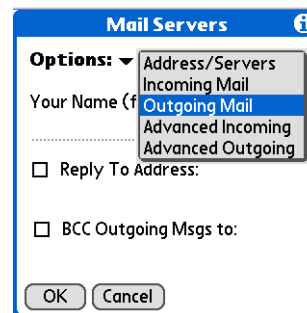 Mail Servers
Options:
Address/Servers
Incoming Mail
Outgoing Mail
Advanced Incoming
Advanced Outgoing
Your Name (f
Reply To Address:
BCC Outgoing Msgs to:
OK Cancel